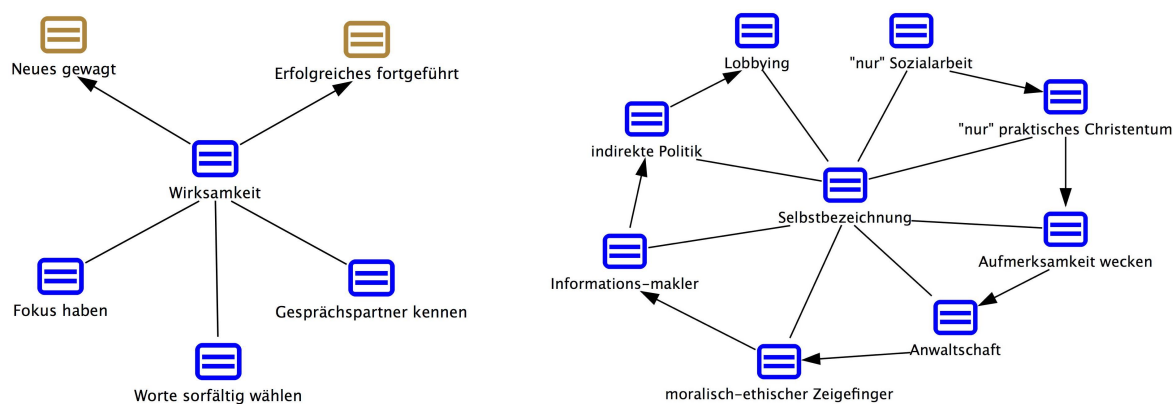 Neues gewagt
Erfolgreiches fortgeführt
Wirksamkeit
Fokus haben
Gesprächspartner kennen
Worte sorfältig wählen
Lobbying
"nur" Sozialarbeit
"nur" praktisches Christentum
indirekte Politik
Selbstbezeichnung
Aufmerksamkeit wecken
Informations-makler
Anwaltschaft
moralisch-ethischer Zeigefinger